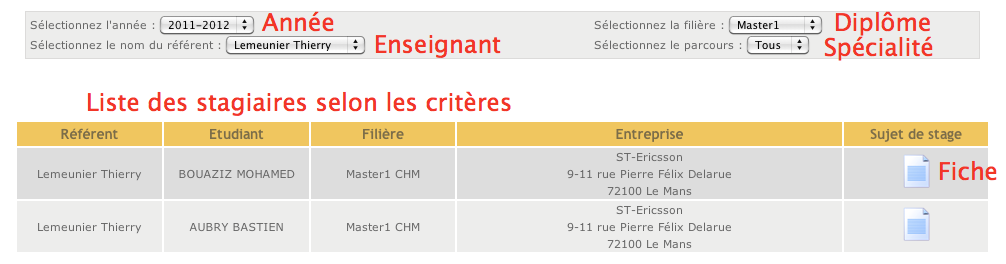 Sélectionnez l'année : 2011-2012 Année Sélectionnez la filière : Master1 Diplôme
Sélectionnez le nom du référent : Lemeunier Thierry Enseignant Sélectionnez le parcours : Tous Spécialité
Liste des stagiaires selon les critères
Référent Etudiant Filière Entreprise Sujet de stage
ST-Ericsson
Lemeunier Thierry BOUAZIZ MOHAMED Master1 CHM 9-11 rue Pierre Félix Delarue Fiche
72100 Le Mans
ST-Ericsson
Lemeunier Thierry AUBRY BASTIEN Master1 CHM 9-11 rue Pierre Félix Delarue
72100 Le Mans